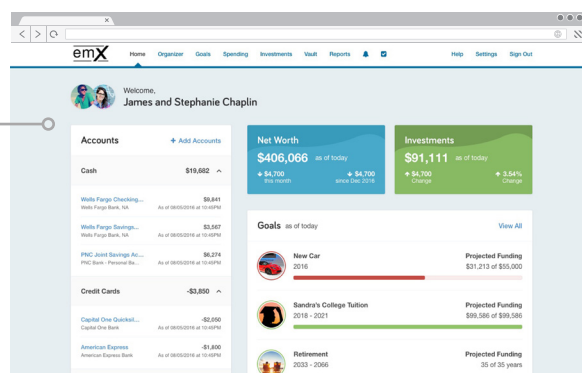 emX
Home Organizer Goals Spending Investments Vault Reports Help Settings Sign Out
Welcome,
James and Stephanie Chaplin
Accounts + Add Accounts
Cash $19,682
Wells Fargo Checking... $9,841
Wells Fargo Bank, NA As of 08/05/2016 at 10:45PM
Wells Fargo Savings... $3,567
Wells Fargo Bank, NA As of 08/05/2016 at 10:45PM
PNC Joint Savings Ac... $6,274
PNC Bank - Personal Ba... As of 08/05/2016 at 10:45PM
Credit Cards -$3,850
Capital One Quicksil... -$2,050
Capital One Bank As of 08/05/2016 at 10:45PM
American Express -$1,800
American Express Bank As of 08/05/2016 at 10:45PM
Net Worth
$406,066 as of today
$4,700 $4,700
this month since Dec 2016
Investments
$91,111 as of today
$4,700 3.54%
Change Change
Goals as of today View All
New Car Projected Funding
2016 $31,213 of $55,000
Sandra's College Tuition Projected Funding
2018 - 2021 $99,586 of $99,586
Retirement Projected Funding
2033 - 2066 35 of 35 years